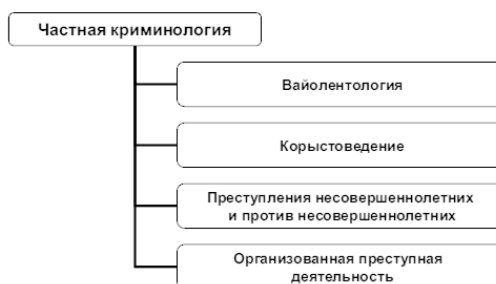 Частная криминология
Вайолентология
Корыстоведение
Преступления несовершеннолетних
и против несовершеннолетних
Организованная преступная
деятельность